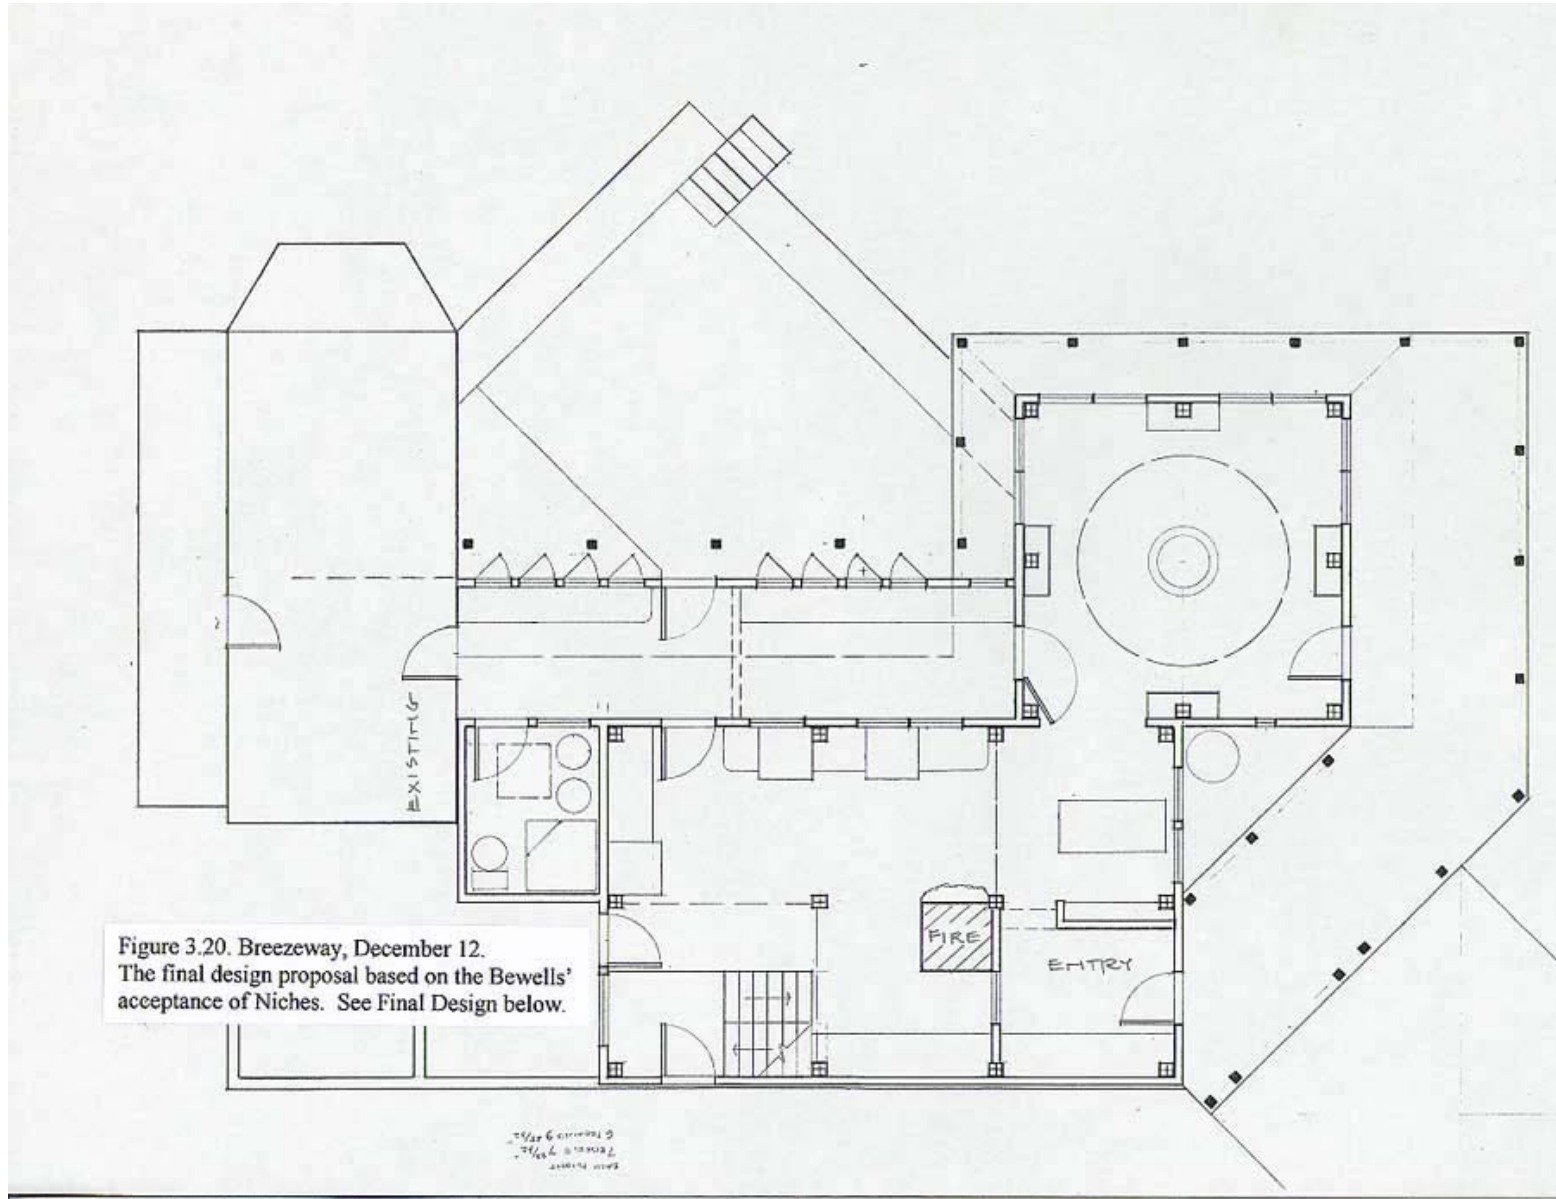 EXISTING
FIRE
ENTRY
Figure 3.20. Breezeway, December 12.
The final design proposal based on the Bewells'
acceptance of Niches.  See Final Design below.